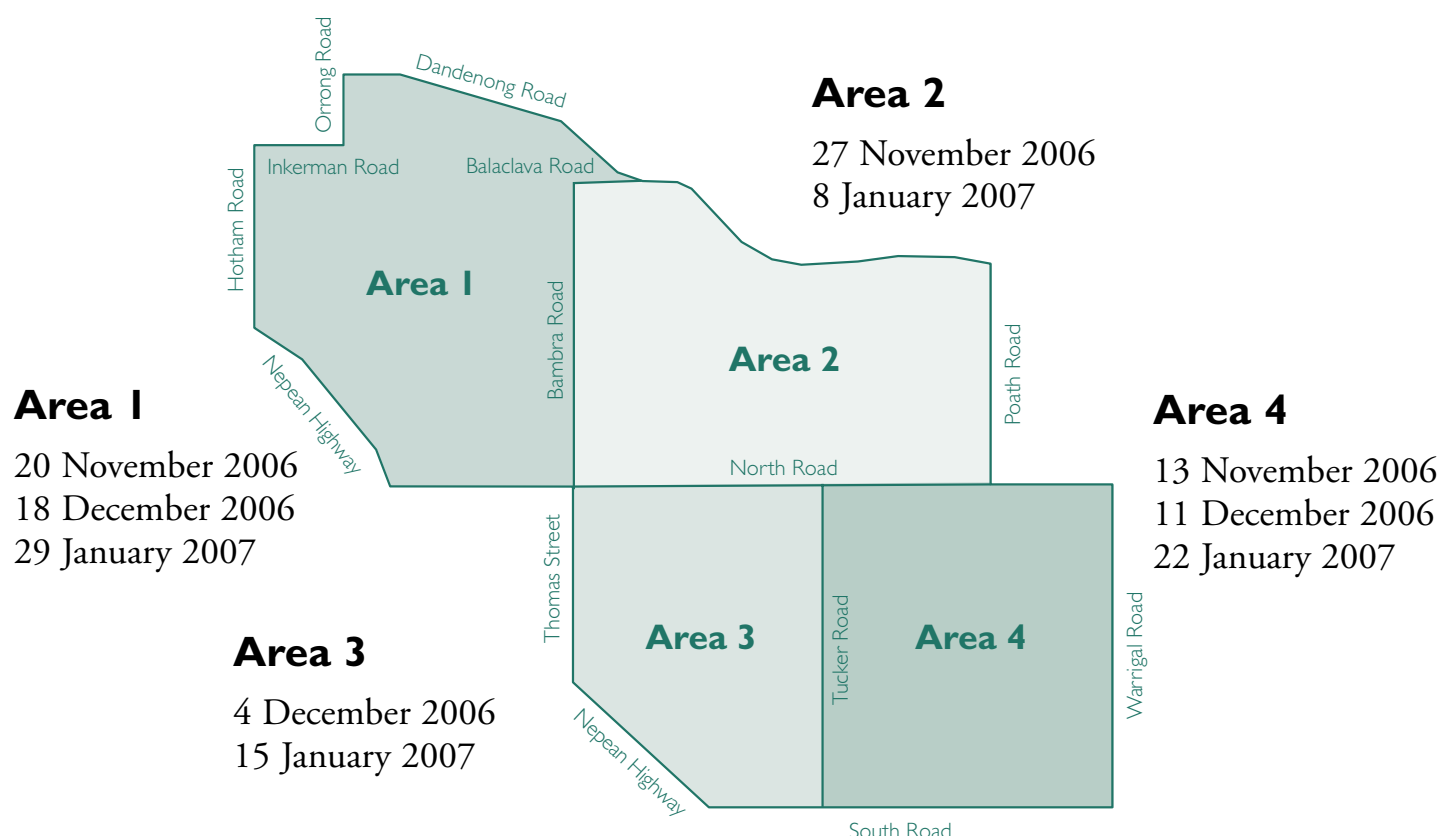 Orrong Road
Dandenong Road
Area 2
27 November 2006
8 January 2007
Inkerman Road
Balaclava Road
Hotham Road
Area 1
Bambra Road
Area 2
Poath Road
Nepean Highway
Area 1
20 November 2006
18 December 2006
29 January 2007
North Road
Area 4
13 November 2006
11 December 2006
22 January 2007
Thomas Street
Area 3
Tucker Road
Area 4
Warrigal Road
Area 3
4 December 2006
15 January 2007
Nepean Highway
South Road